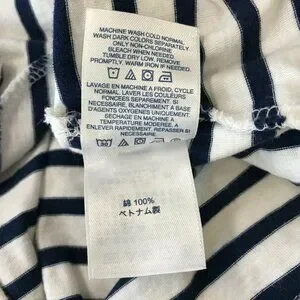 MACHINE WASH COLD NORMAL.
WASH DARK COLORS SEPARATELY.
ONLY NON-CHLORINE
BLEACH WHEN NEEDED.
TUMBLE DRY LOW. REMOVE
PROMPTLY. WARM IRON IF NEEDED.
LAVAGE EN MACHINE A FROID, CYCLE
NORMAL. LAVER LES COULEURS
FONCEES SEPAREMENT. SI
NECESSAIRE, BLANCHIMENT A BASE
D'AGENTS OXYGENES UNIQUEMENT.
SECHAGE EN MACHINE A
TEMPERATURE MODEREE. A
ENLEVER RAPIDEMENT. REPASSER SI
NECESSAIRE.
綿 100%
ベトナム製